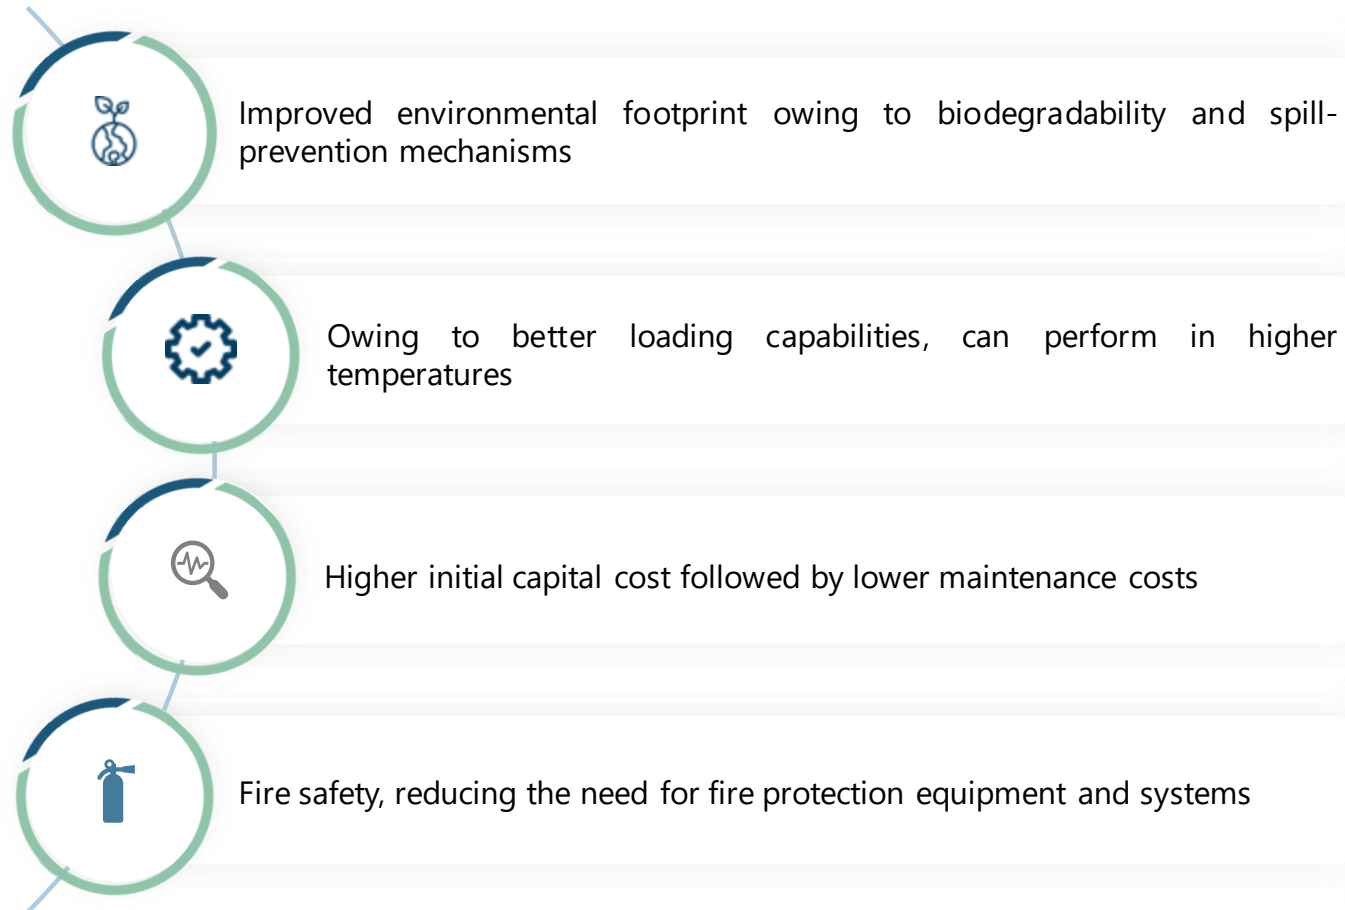 Improved environmental footprint owing to biodegradability and spill-
prevention mechanisms
Owing to better loading capabilities, can perform in higher
temperatures
Higher initial capital cost followed by lower maintenance costs
Fire safety, reducing the need for fire protection equipment and systems